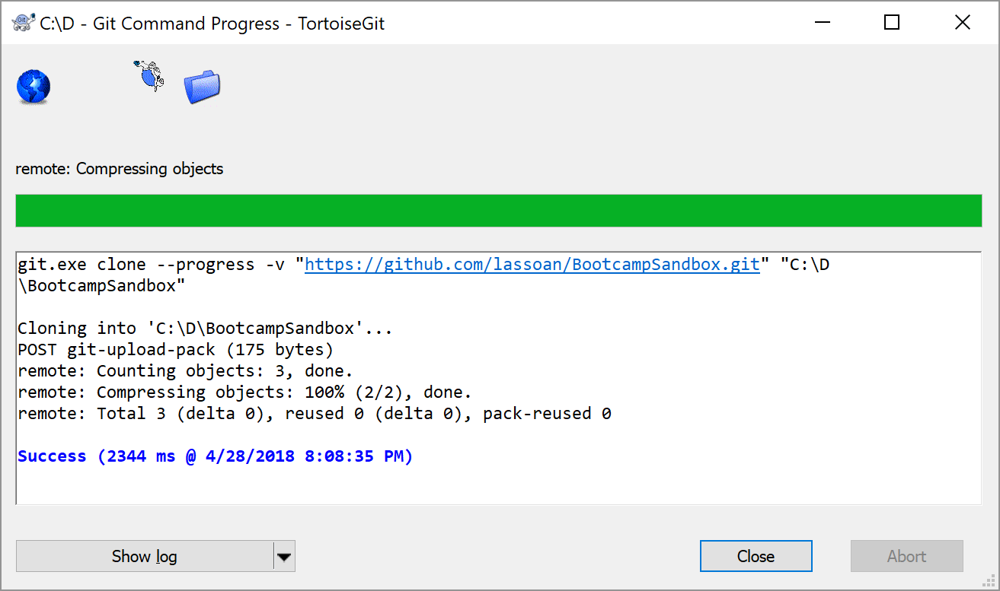 C:\D - Git Command Progress - TortoiseGit
remote: Compressing objects
git.exe clone --progress -v "https://github.com/lassoan/BootcampSandbox.git" "C:\D
\BootcampSandbox"
Cloning into 'C:\D\BootcampSandbox'...
POST git-upload-pack (175 bytes)
remote: Counting objects: 3, done.
remote: Compressing objects: 100% (2/2), done.
remote: Total 3 (delta 0), reused 0 (delta 0), pack-reused 0
Success (2344 ms @ 4/28/2018 8:08:35 PM)
Show log
Close
Abort